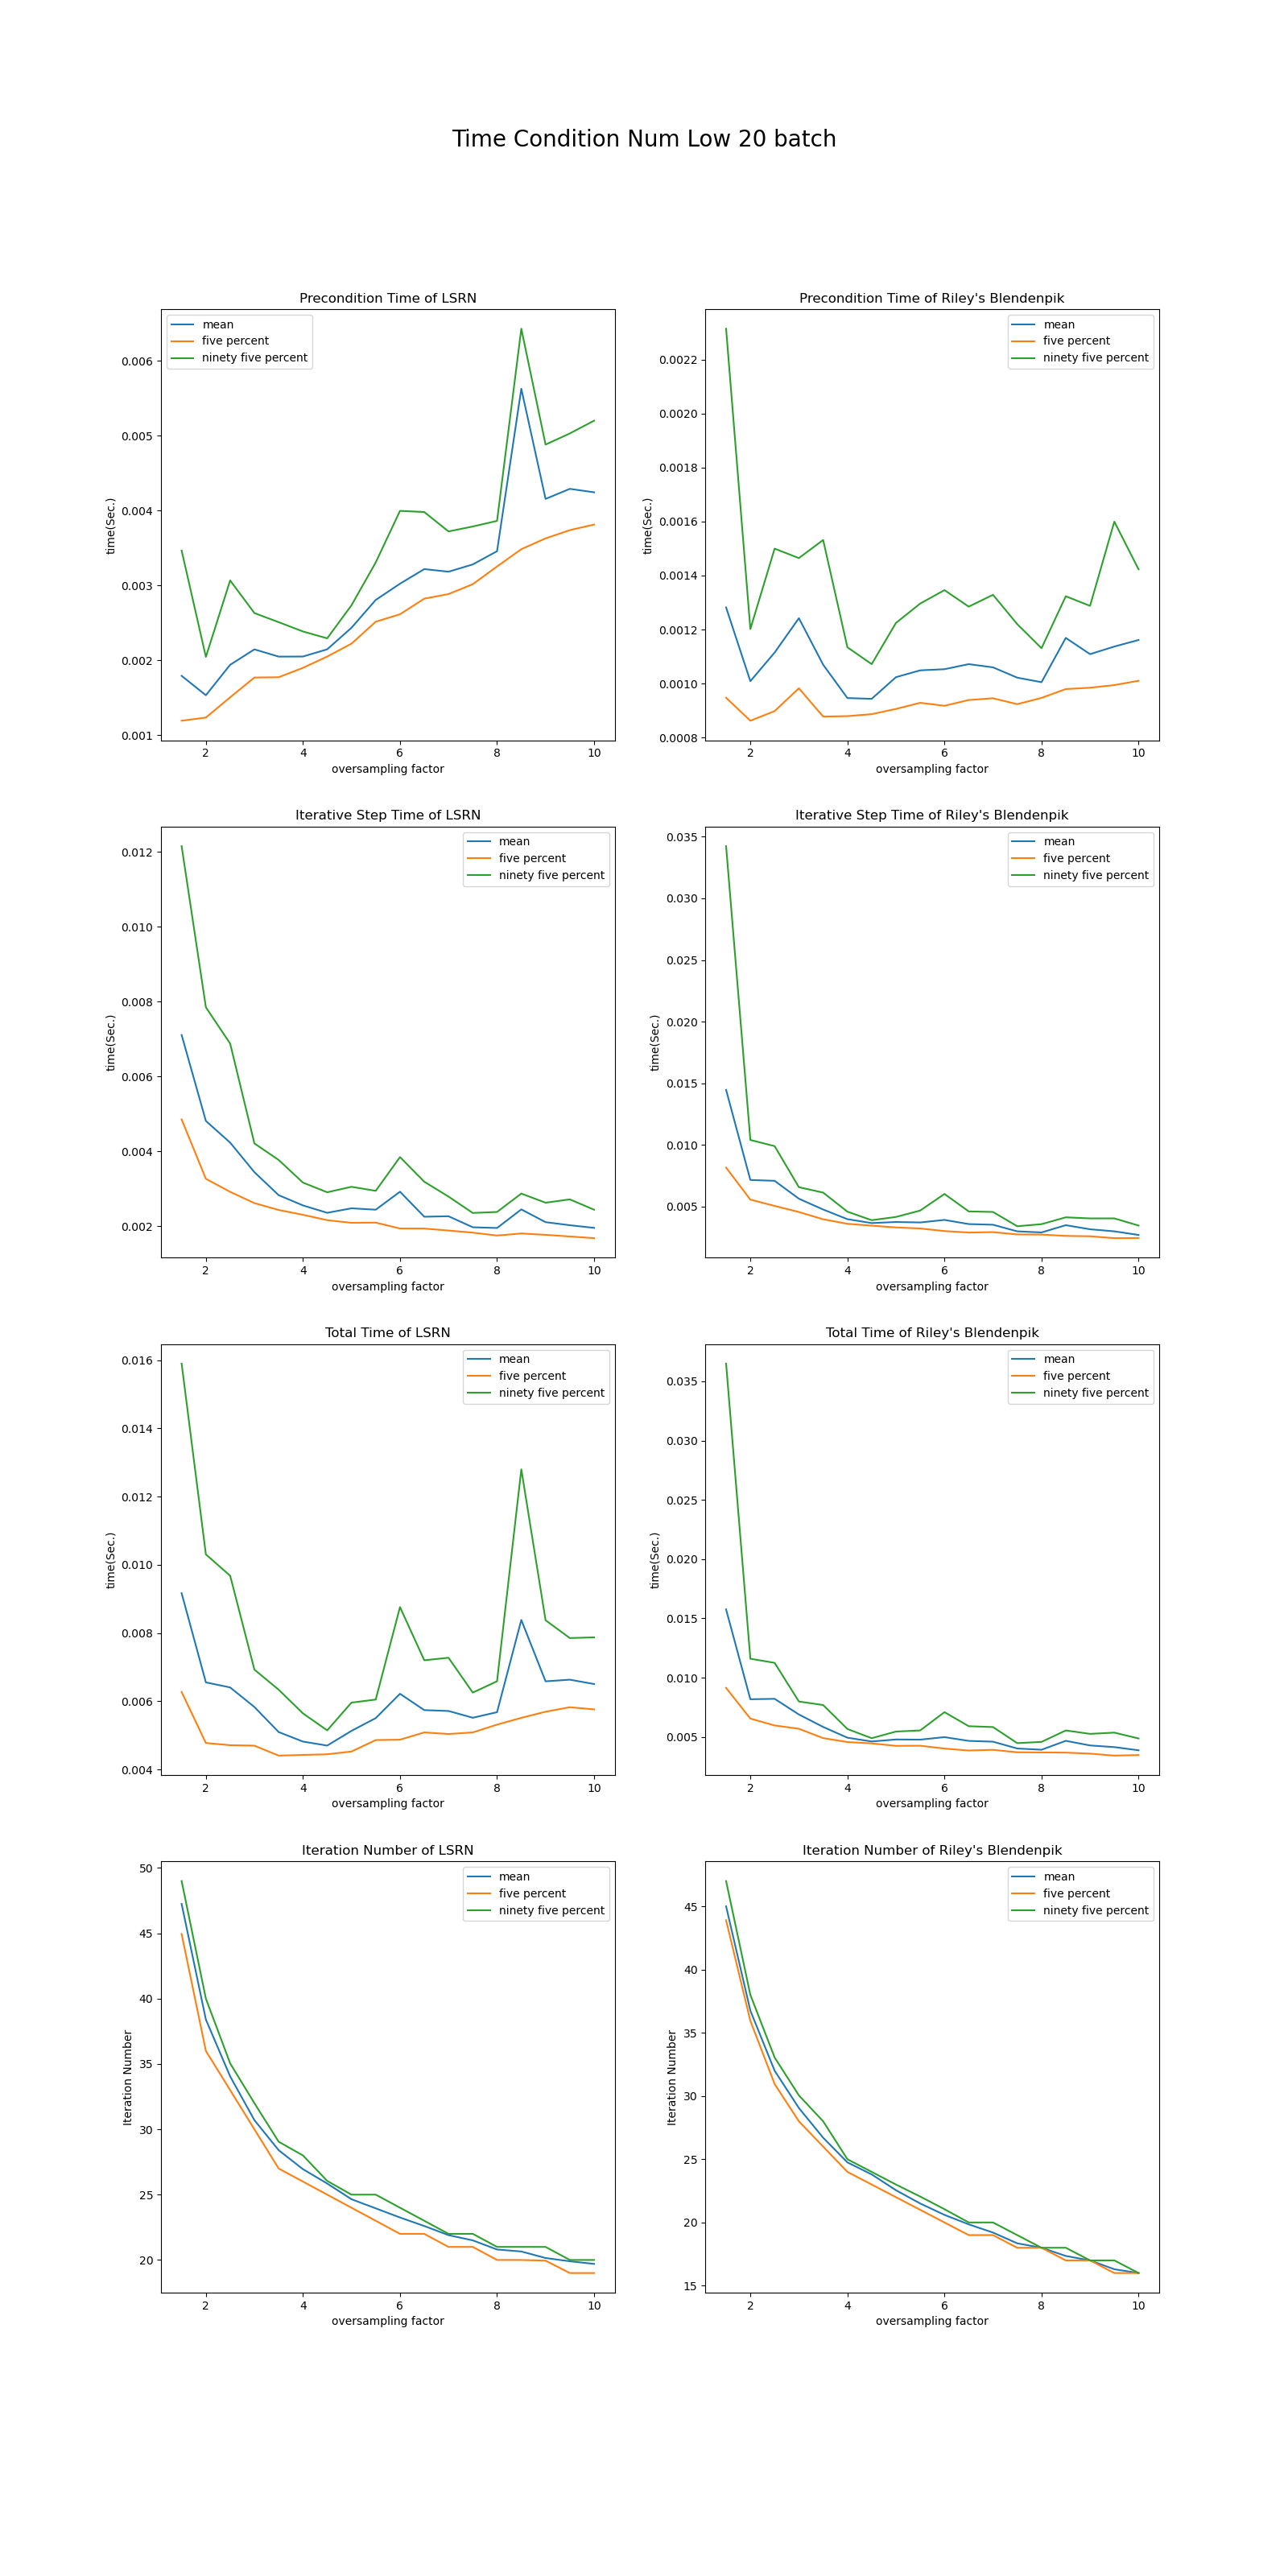 Time Condition Num Low 20 batch
Precondition Time of LSRN
mean
five percent
ninety five percent
0.006
0.005
0.004
0.003
0.002
0.001
time(Sec.)
2 4 6 8 10
oversampling factor
Precondition Time of Riley's Blendenpik
mean
five percent
ninety five percent
0.0022
0.0020
0.0018
0.0016
0.0014
0.0012
0.0010
0.0008
time(Sec.)
2 4 6 8 10
oversampling factor
Iterative Step Time of LSRN
mean
five percent
ninety five percent
0.012
0.010
0.008
0.006
0.004
0.002
time(Sec.)
2 4 6 8 10
oversampling factor
Iterative Step Time of Riley's Blendenpik
mean
five percent
ninety five percent
0.035
0.030
0.025
0.020
0.015
0.010
0.005
time(Sec.)
2 4 6 8 10
oversampling factor
Total Time of LSRN
mean
five percent
ninety five percent
0.016
0.014
0.012
0.010
0.008
0.006
0.004
time(Sec.)
2 4 6 8 10
oversampling factor
Total Time of Riley's Blendenpik
mean
five percent
ninety five percent
0.035
0.030
0.025
0.020
0.015
0.010
0.005
time(Sec.)
2 4 6 8 10
oversampling factor
Iteration Number of LSRN
mean
five percent
ninety five percent
50
45
40
35
30
25
20
Iteration Number
2 4 6 8 10
oversampling factor
Iteration Number of Riley's Blendenpik
mean
five percent
ninety five percent
45
40
35
30
25
20
15
Iteration Number
2 4 6 8 10
oversampling factor